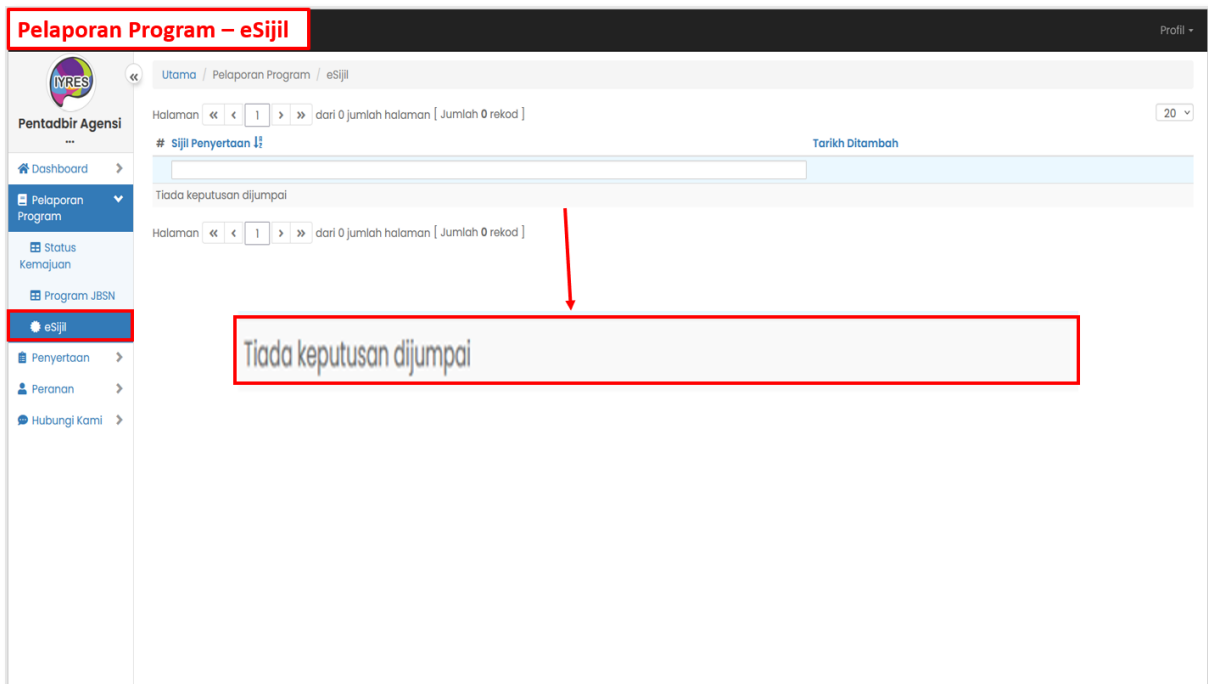 Pelaporan Program – eSijil
Profil
IYRES
Pentadbir Agensi
...
Dashboard
Pelaporan Program
Status Kemajuan
Program JBSN
eSijil
Penyertaan
Peranan
Hubungi Kami
Utama / Pelaporan Program / eSijil
Halaman « ‹ 1 › » dari 0 jumlah halaman [ Jumlah 0 rekod ]
20
# Sijil Penyertaan Tarikh Ditambah
Tiada keputusan dijumpai
Halaman « ‹ 1 › » dari 0 jumlah halaman [ Jumlah 0 rekod ]
Tiada keputusan dijumpai